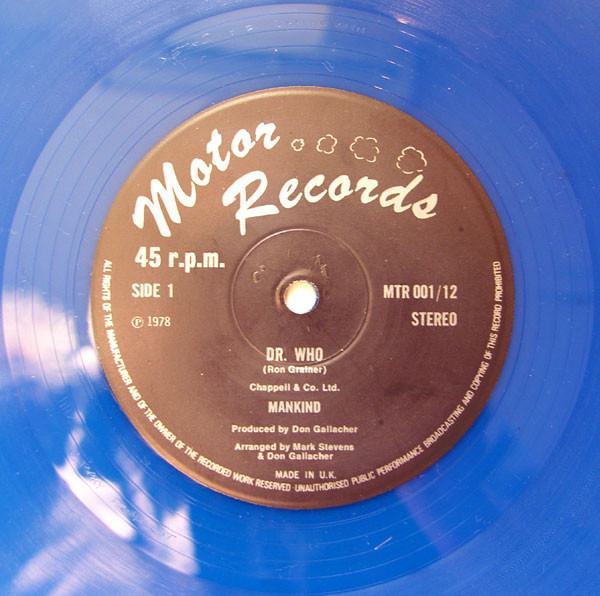 Motor
Records
45 r.p.m.
SIDE 1
℗ 1978
MTR 001/12
STEREO
DR. WHO
(Ron Grainer)
Chappell & Co. Ltd.
MANKIND
Produced by Don Gallacher
Arranged by Mark Stevens
& Don Gallacher
MADE IN U.K.
ALL RIGHTS OF THE MANUFACTURER AND OF THE OWNER OF THE RECORDED WORK RESERVED · UNAUTHORISED PUBLIC PERFORMANCE BROADCASTING AND COPYING OF THIS RECORD PROHIBITED